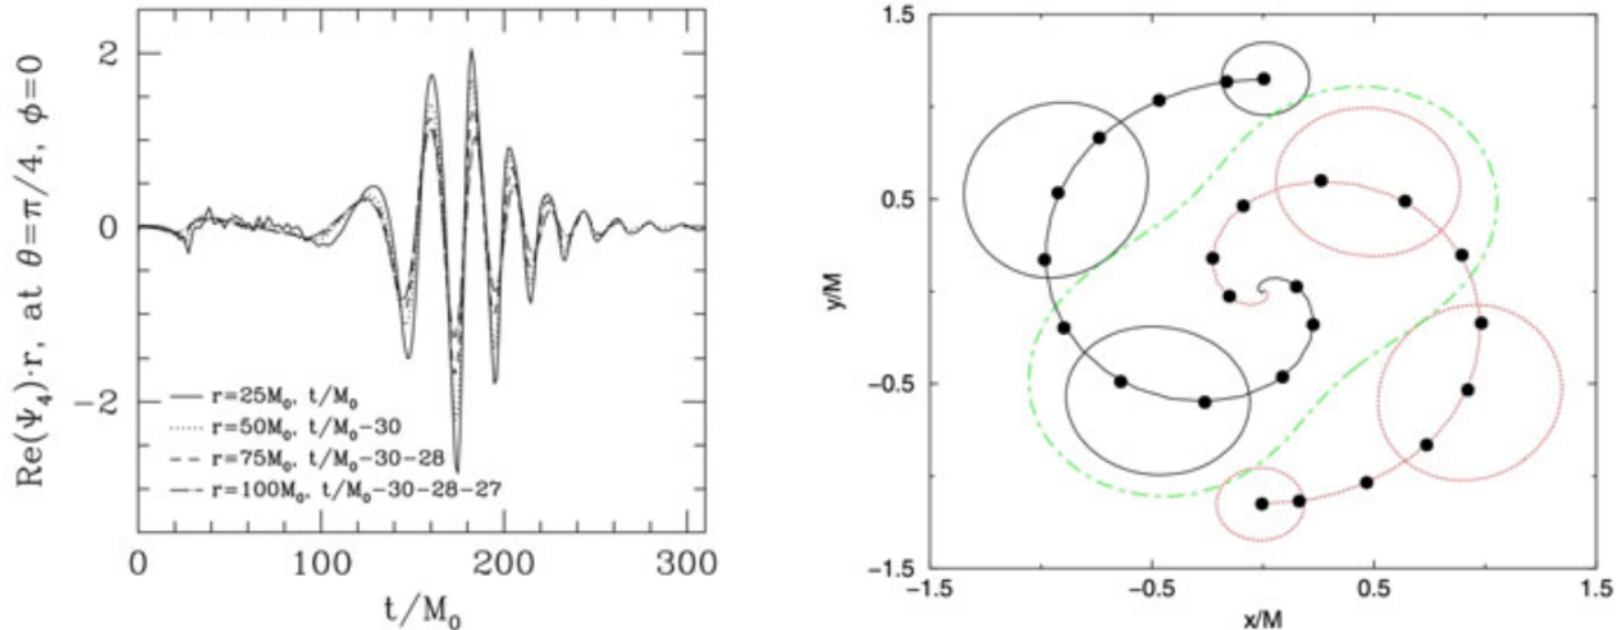 Re(Ψ₄)·r, at θ=π/4, φ=0
2
0
−2
r=25M₀, t/M₀
r=50M₀, t/M₀−30
r=75M₀, t/M₀−30−28
r=100M₀, t/M₀−30−28−27
0 100 200 300
t/M₀
y/M
1.5
0.5
−0.5
−1.5
−1.5 −0.5 0.5 1.5
x/M